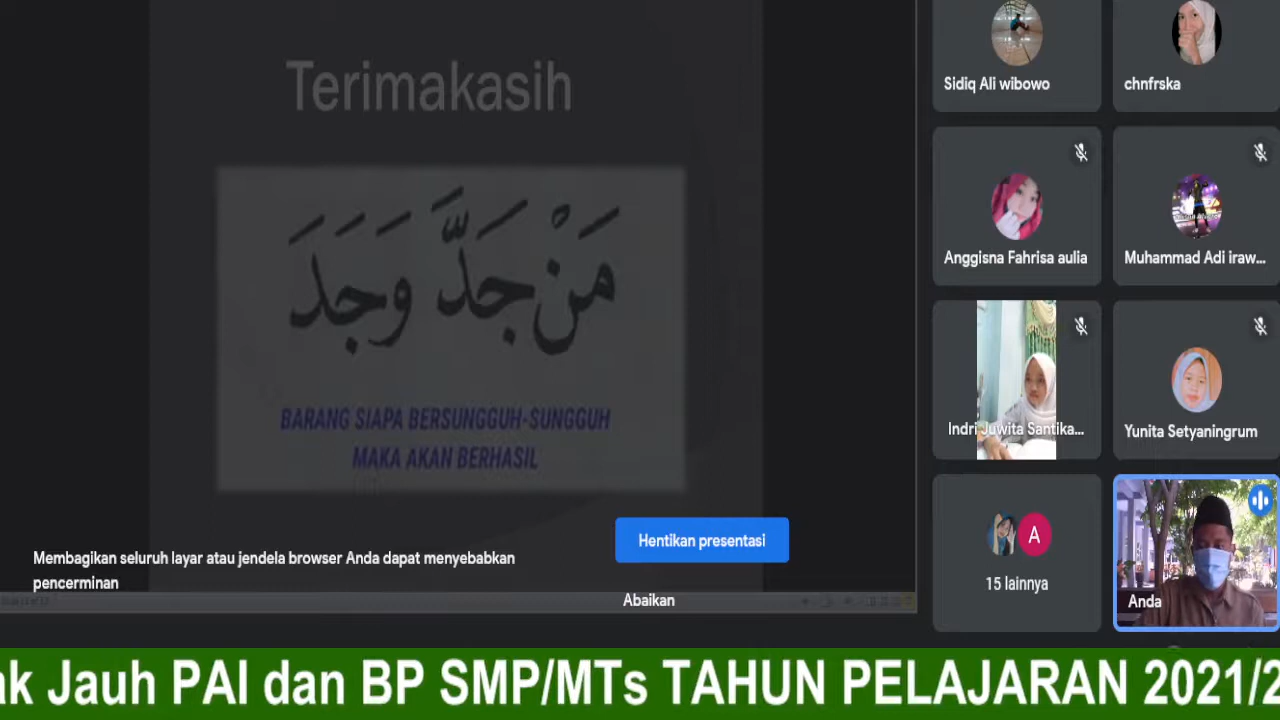 Terimakasih
مَنْ جَدَّ وَجَدَ
BARANG SIAPA BERSUNGGUH-SUNGGUH
MAKA AKAN BERHASIL
Membagikan seluruh layar atau jendela browser Anda dapat menyebabkan
pencerminan
Hentikan presentasi
Abaikan
Sidiq Ali wibowo
chnfrska
Anggisna Fahrisa aulia
Muhammad Adi iraw...
Indri Juwita Santika...
Yunita Setyaningrum
A
15 lainnya
Anda
ak Jauh PAI dan BP SMP/MTs TAHUN PELAJARAN 2021/2